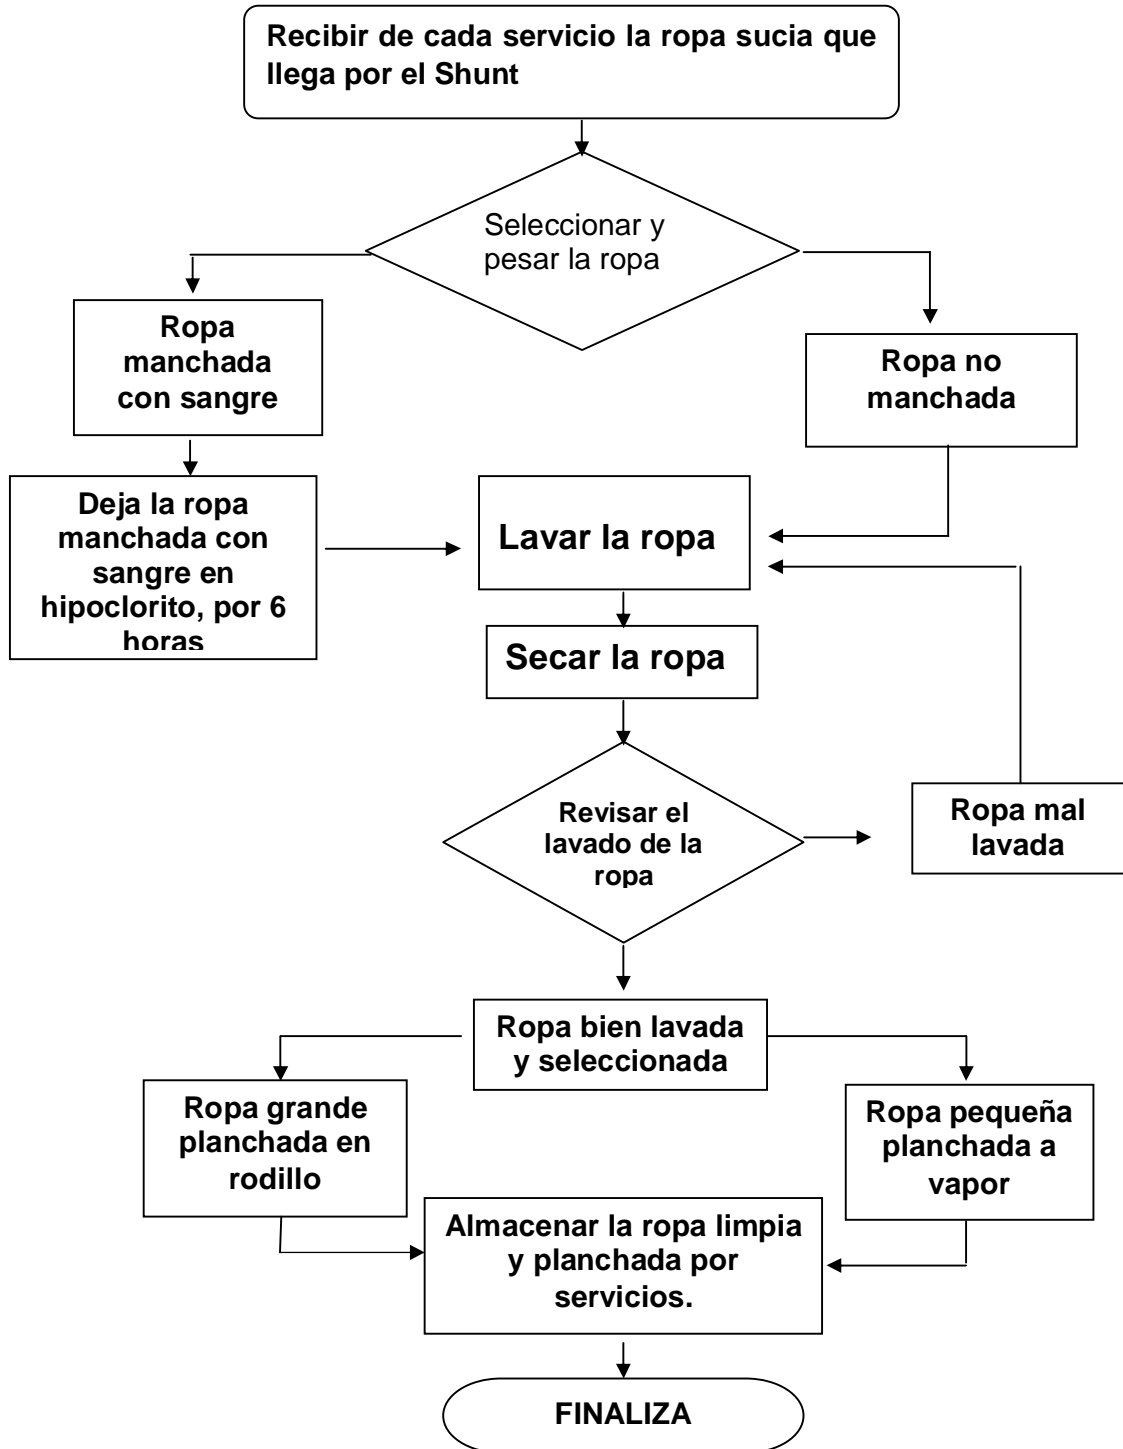 Recibir de cada servicio la ropa sucia que
llega por el Shunt
Seleccionar y
pesar la ropa
Ropa
manchada
con sangre
Ropa no
manchada
Deja la ropa
manchada con
sangre en
hipoclorito, por 6
horas
Lavar la ropa
Secar la ropa
Revisar el
lavado de la
ropa
Ropa mal
lavada
Ropa bien lavada
y seleccionada
Ropa grande
planchada en
rodillo
Ropa pequeña
planchada a
vapor
Almacenar la ropa limpia
y planchada por
servicios.
FINALIZA